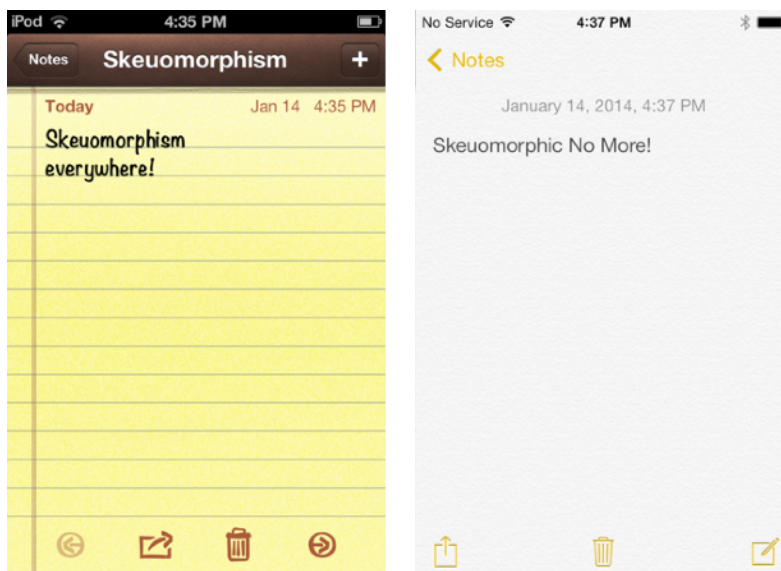 iPod 4:35 PM
Notes Skeuomorphism +
Today Jan 14 4:35 PM
Skeuomorphism
everywhere!
No Service 4:37 PM
Notes
January 14, 2014, 4:37 PM
Skeuomorphic No More!